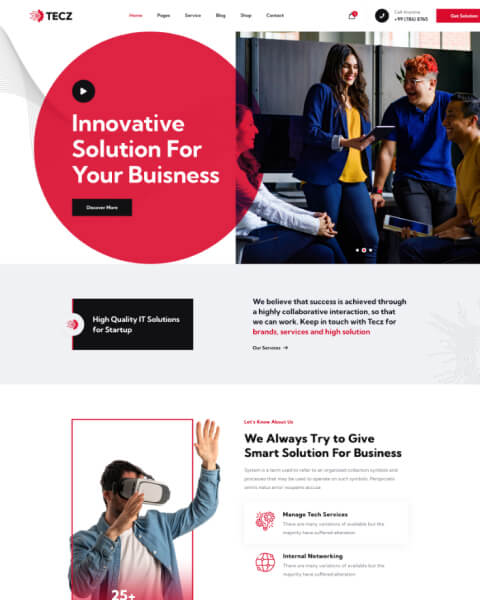 TECZ
Home Pages Service Blog Shop Contact
Call Anytime
+99 (186) 8765
Get Solution
Innovative
Solution For
Your Buisness
Discover More
High Quality IT Solutions
for Startup
We believe that success is achieved through
a highly collaborative interaction, so that
we can work. Keep in touch with Tecz for
brands, services and high solution
Our Services →
Let's Know About Us
We Always Try to Give
Smart Solution For Business
System is a term used to refer to an organized collection symbols and
processes that may be used to operate on such symbols. Perspiciatis
omnis natus error voupams accusa
Manage Tech Services
There are many variations of available but the
majority have suffered alteration
Internal Networking
There are many variations of available but the
majority have suffered alteration
25+